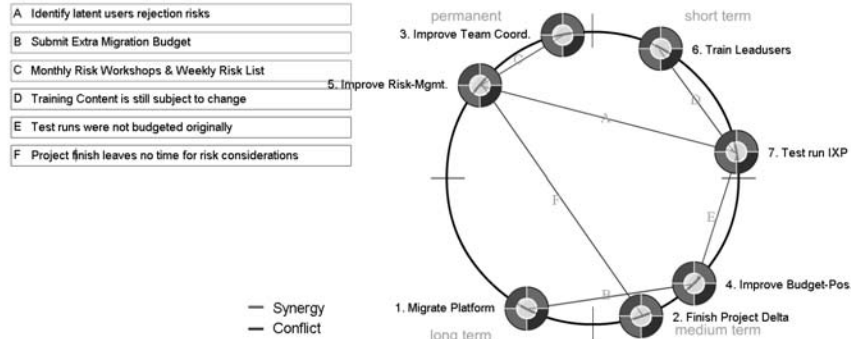 A Identify latent users rejection risks
B Submit Extra Migration Budget
C Monthly Risk Workshops & Weekly Risk List
D Training Content is still subject to change
E Test runs were not budgeted originally
F Project finish leaves no time for risk considerations
permanent
short term
3. Improve Team Coord.
6. Train Leadusers
C
5. Improve Risk-Mgmt.
D
A
7. Test run IXP
F
E
4. Improve Budget-Pos
B
1. Migrate Platform
2. Finish Project Delta
long term
medium term
Synergy
Conflict